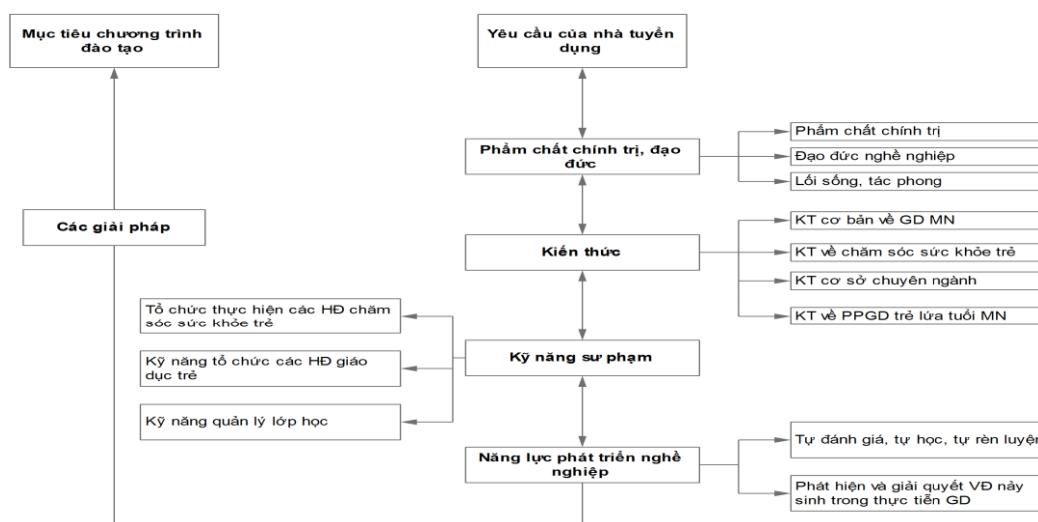 Mục tiêu chương trình
đào tạo
Yêu cầu của nhà tuyển
dụng
Phẩm chất chính trị, đạo
đức
Phẩm chất chính trị
Đạo đức nghề nghiệp
Lối sống, tác phong
Các giải pháp
Kiến thức
KT cơ bản về GD MN
KT về chăm sóc sức khỏe trẻ
KT cơ sở chuyên ngành
KT về PPGD trẻ lứa tuổi MN
Tổ chức thực hiện các HĐ chăm
sóc sức khỏe trẻ
Kỹ năng tổ chức các HĐ giáo
dục trẻ
Kỹ năng quản lý lớp học
Kỹ năng sư phạm
Năng lực phát triển nghề
nghiệp
Tự đánh giá, tự học, tự rèn luyện
Phát hiện và giải quyết VĐ nảy
sinh trong thực tiễn GD